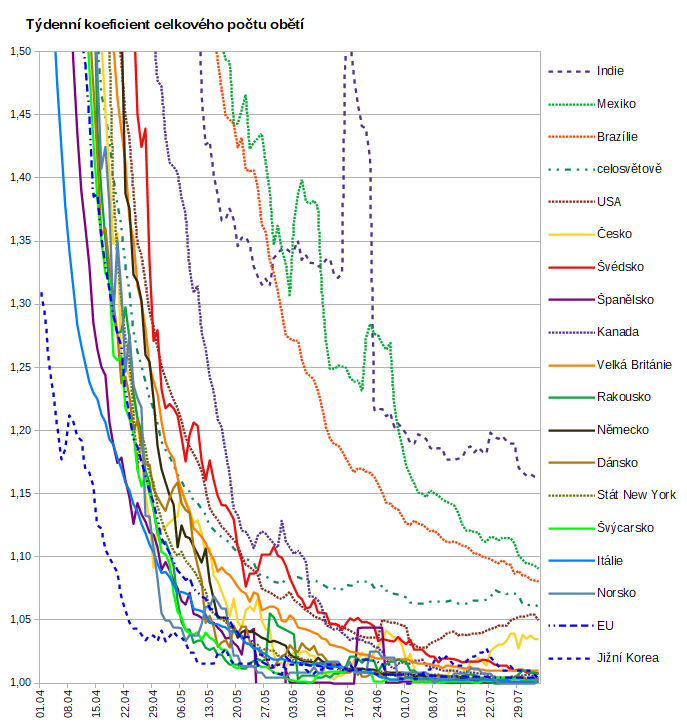 Týdenní koeficient celkového počtu obětí
1,50
1,45
1,40
1,35
1,30
1,25
1,20
1,15
1,10
1,05
1,00
01.04
08.04
15.04
22.04
29.04
06.05
13.05
20.05
27.05
03.06
10.06
17.06
24.06
01.07
08.07
15.07
22.07
29.07
Indie
Mexiko
Brazílie
celosvětově
USA
Česko
Švédsko
Španělsko
Kanada
Velká Británie
Rakousko
Německo
Dánsko
Stát New York
Švýcarsko
Itálie
Norsko
EU
Jižní Korea